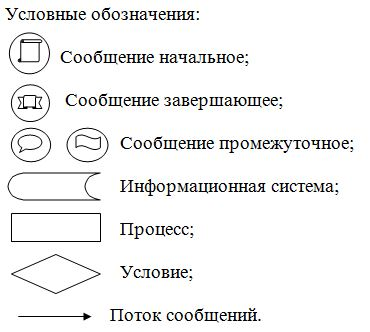 Условные обозначения:
Сообщение начальное;
Сообщение завершающее;
Сообщение промежуточное;
Информационная система;
Процесс;
Условие;
Поток сообщений.